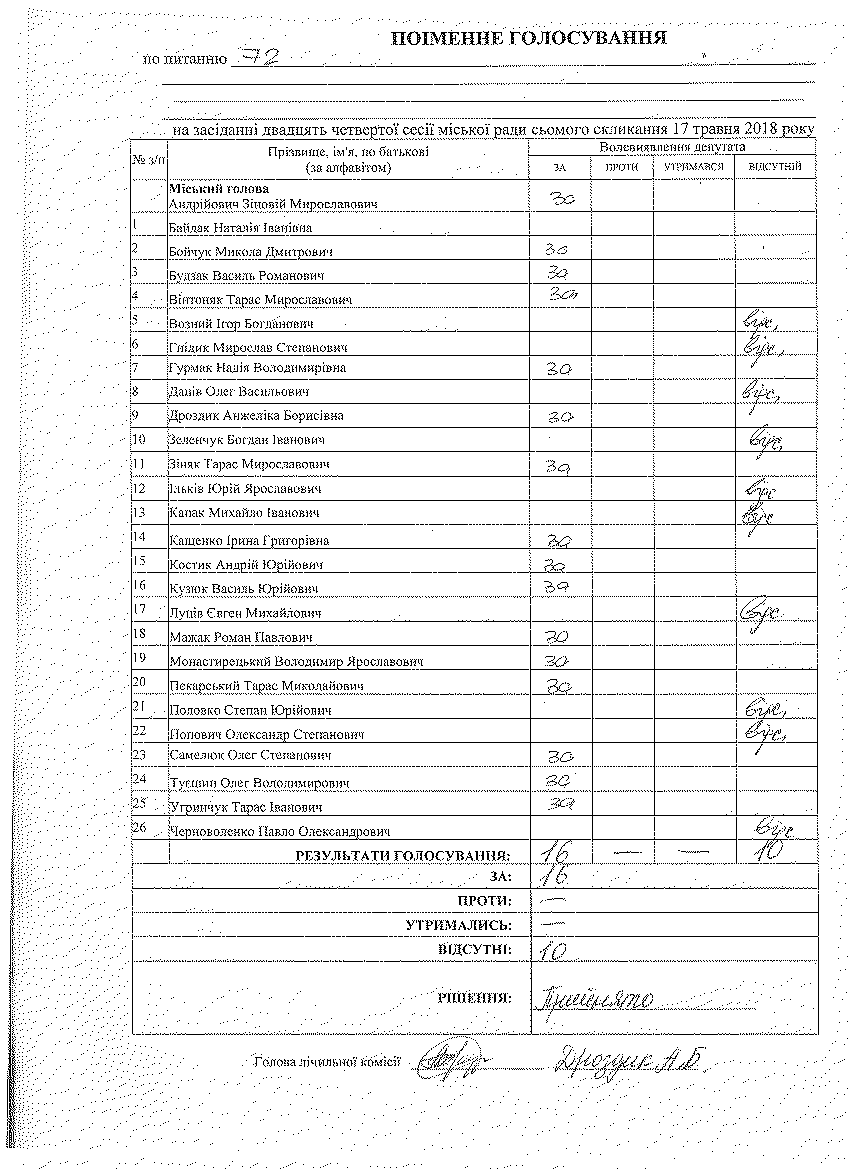 ПОІМЕННЕ ГОЛОСУВАННЯ
по питанню 72
на засіданні двадцять четвертої сесії міської ради сьомого скликання 17 травня 2018 року
№ з/п Прізвище, ім'я, по батькові (за алфавітом) Волевиявлення депутата
ЗА ПРОТИ УТРИМАВСЯ ВІДСУТНІЙ
Міський голова
Андрійович Зіновій Мирославович за
1 Байдак Наталія Іванівна
2 Бойчук Микола Дмитрович за
3 Будзак Василь Романович за
4 Вінтоняк Тарас Мирославович за
5 Возний Ігор Богданович відс,
6 Гнідик Мирослав Степанович відс,
7 Гурмак Надія Володимирівна за
8 Данів Олег Васильович відс,
9 Дроздик Анжеліка Борисівна за
10 Зеленчук Богдан Іванович відс,
11 Зіняк Тарас Мирославович за
12 Ільків Юрій Ярославович відс
13 Капак Михайло Іванович відс
14 Кащенко Ірина Григорівна за
15 Костик Андрій Юрійович за
16 Кузюк Василь Юрійович за
17 Луців Євген Михайлович відс
18 Мажак Роман Павлович за
19 Монастирецький Володимир Ярославович за
20 Пекарський Тарас Миколайович за
21 Половко Степан Юрійович відс,
22 Попович Олександр Степанович відс,
23 Самелюк Олег Степанович за
24 Туршин Олег Володимирович за
25 Угринчук Тарас Іванович за
26 Черноволенко Павло Олександрович відс
РЕЗУЛЬТАТИ ГОЛОСУВАННЯ: 16 — — 10
ЗА: 16
ПРОТИ: —
УТРИМАЛИСЬ: —
ВІДСУТНІ: 10
РІШЕННЯ: Прийнято
Голова лічильної комісії Дроздик А.Б.